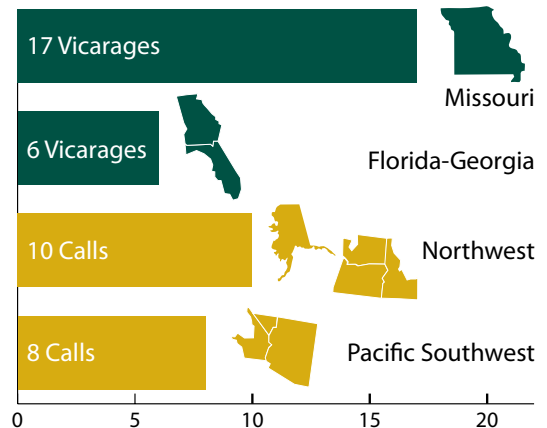 17 Vicarages
Missouri
6 Vicarages
Florida-Georgia
10 Calls
Northwest
8 Calls
Pacific Southwest
0 5 10 15 20